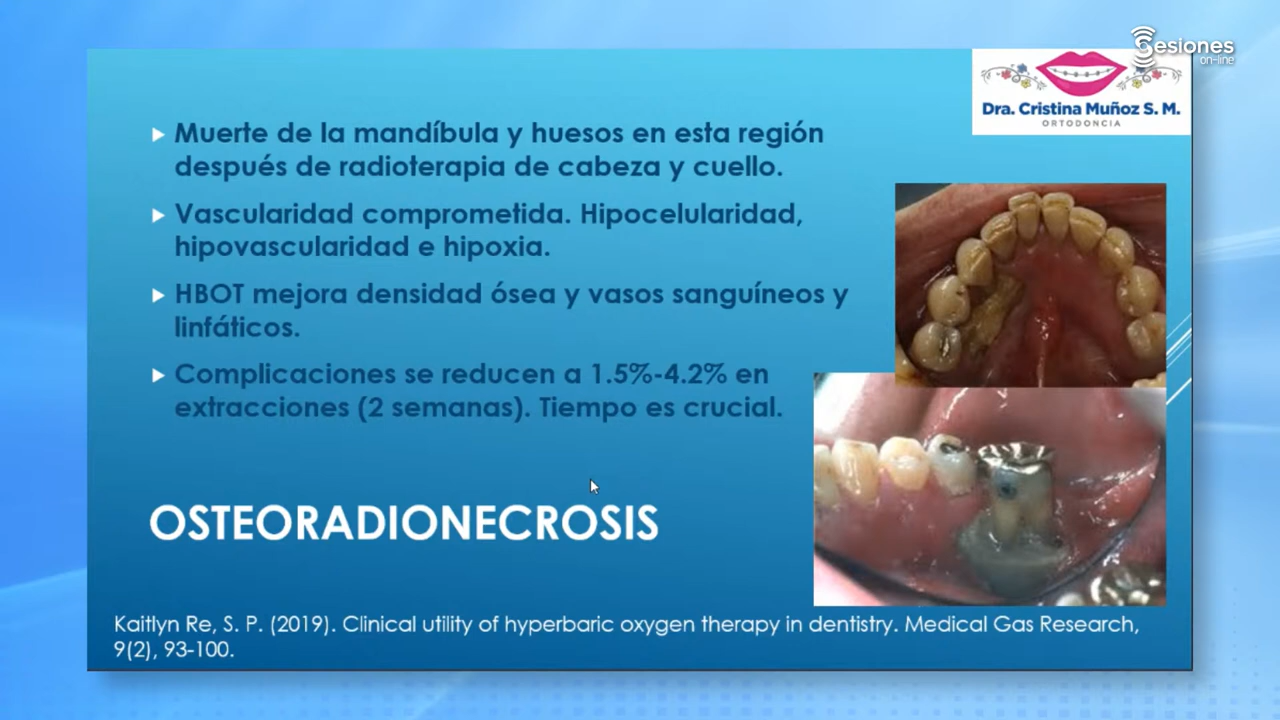 Sesiones
on-line
Dra. Cristina Muñoz S. M.
ORTODONCIA
Muerte de la mandíbula y huesos en esta región
después de radioterapia de cabeza y cuello.
Vascularidad comprometida. Hipocelularidad,
hipovascularidad e hipoxia.
HBOT mejora densidad ósea y vasos sanguíneos y
linfáticos.
Complicaciones se reducen a 1.5%-4.2% en
extracciones (2 semanas). Tiempo es crucial.
OSTEORADIONECROSIS
Kaitlyn Re, S. P. (2019). Clinical utility of hyperbaric oxygen therapy in dentistry. Medical Gas Research,
9(2), 93-100.